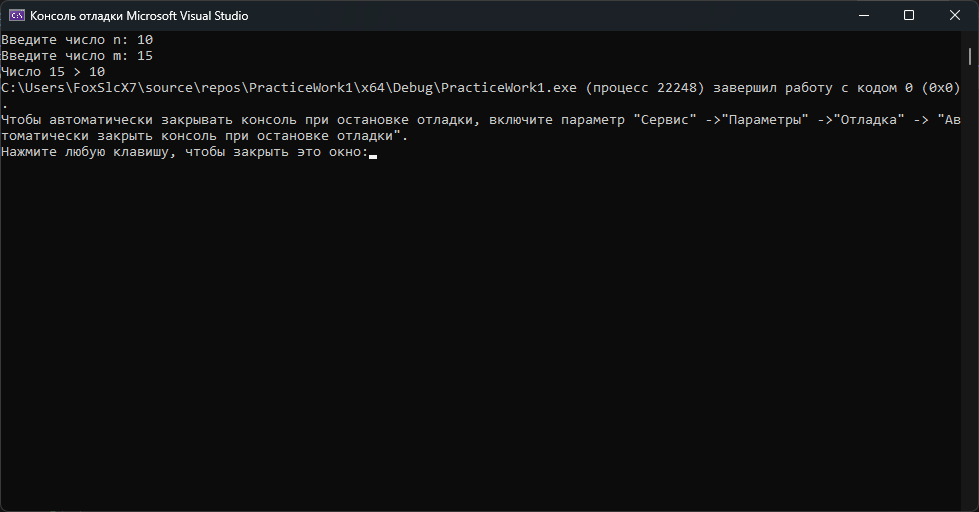 Консоль отладки Microsoft Visual Studio
Введите число n: 10
Введите число m: 15
Число 15 > 10
C:\Users\FoxSlcX7\source\repos\PracticeWork1\x64\Debug\PracticeWork1.exe (процесс 22248) завершил работу с кодом 0 (0x0)
.
Чтобы автоматически закрывать консоль при остановке отладки, включите параметр "Сервис" ->"Параметры" ->"Отладка" -> "Ав
томатически закрыть консоль при остановке отладки".
Нажмите любую клавишу, чтобы закрыть это окно: